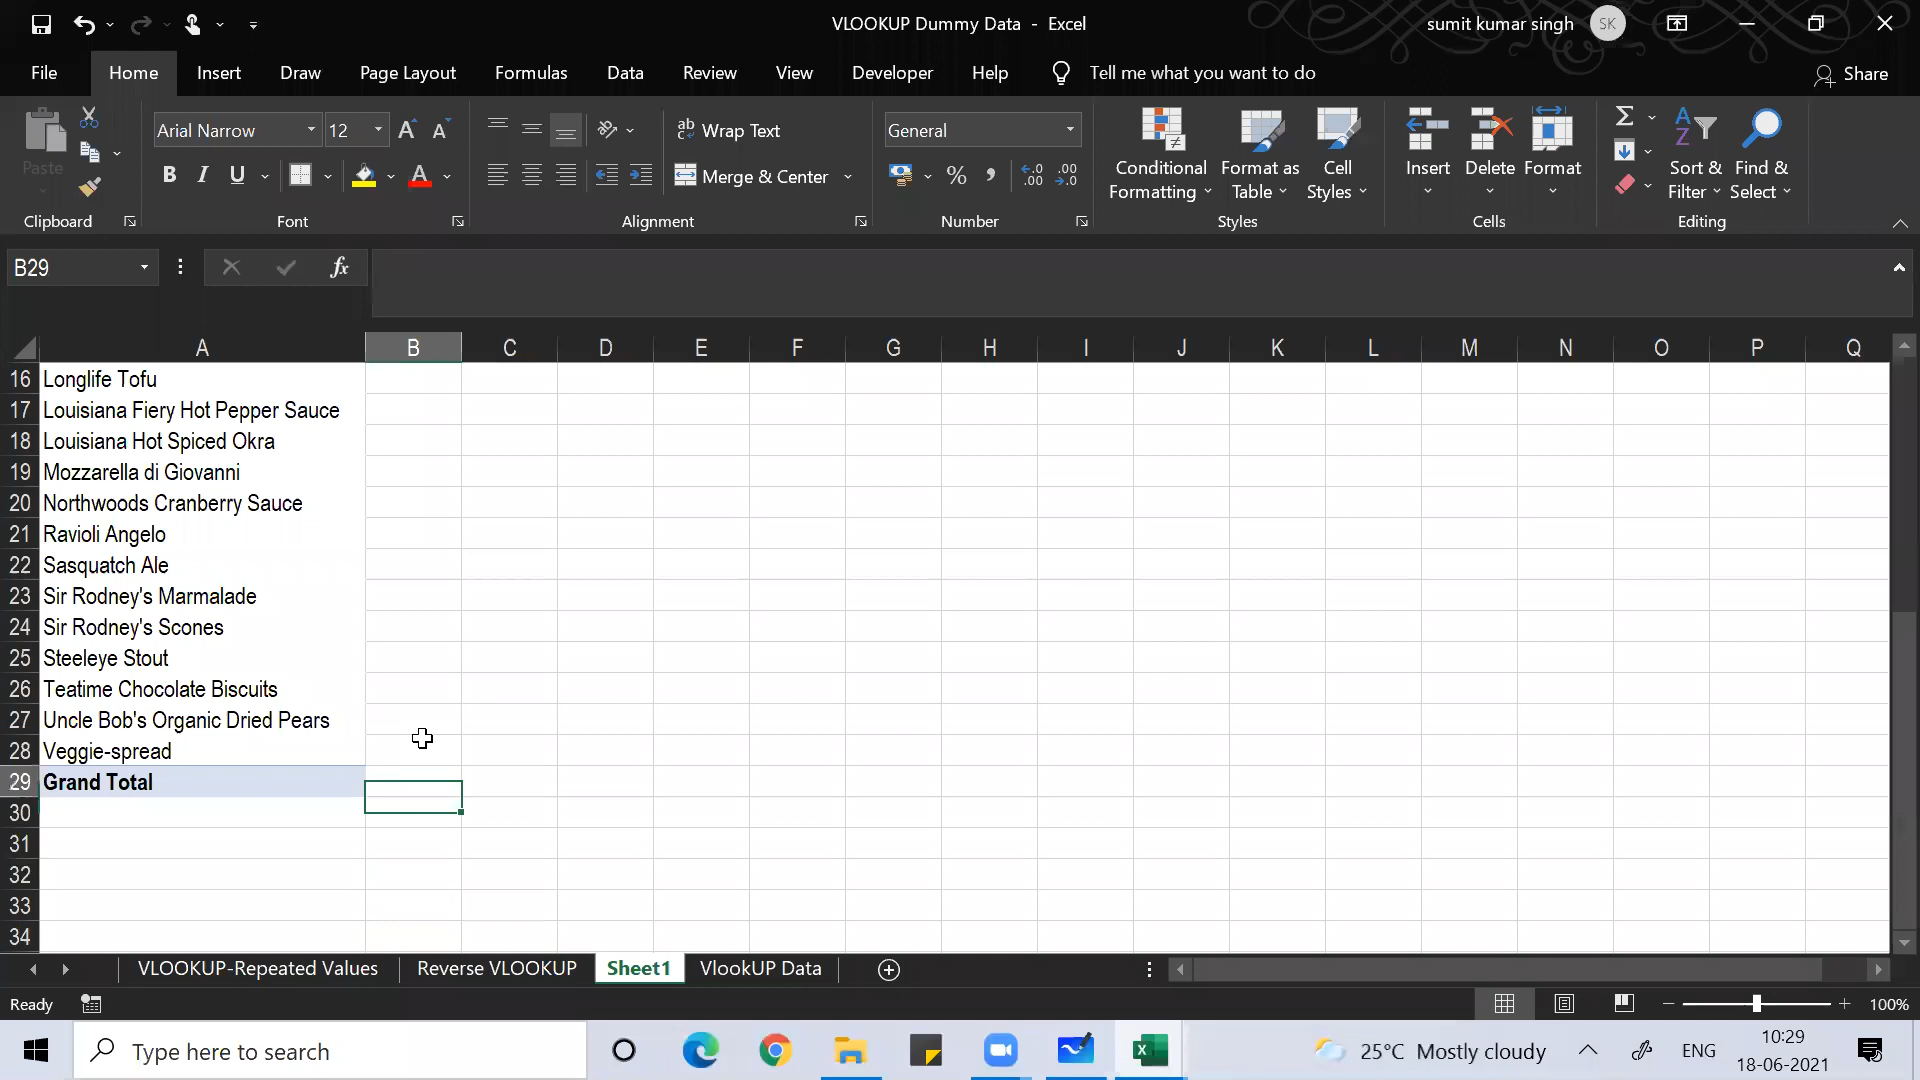 VLOOKUP Dummy Data - Excel
sumit kumar singh SK
File Home Insert Draw Page Layout Formulas Data Review View Developer Help Tell me what you want to do Share
Paste
Clipboard
Arial Narrow 12 A A
B I U A
Font
ab Wrap Text
Merge & Center
Alignment
General
% , .0 .00 .00 .0
Number
Conditional Formatting
Format as Table
Cell Styles
Styles
Insert Delete Format
Cells
Σ
A Z
Sort & Filter
Find & Select
Editing
B29 fx
A B C D E F G H I J K L M N O P Q
16 Longlife Tofu
17 Louisiana Fiery Hot Pepper Sauce
18 Louisiana Hot Spiced Okra
19 Mozzarella di Giovanni
20 Northwoods Cranberry Sauce
21 Ravioli Angelo
22 Sasquatch Ale
23 Sir Rodney's Marmalade
24 Sir Rodney's Scones
25 Steeleye Stout
26 Teatime Chocolate Biscuits
27 Uncle Bob's Organic Dried Pears
28 Veggie-spread
29 Grand Total
30
31
32
33
34
VLOOKUP-Repeated Values Reverse VLOOKUP Sheet1 VlookUP Data
Ready 100%
Type here to search
25°C Mostly cloudy ENG
10:29
18-06-2021